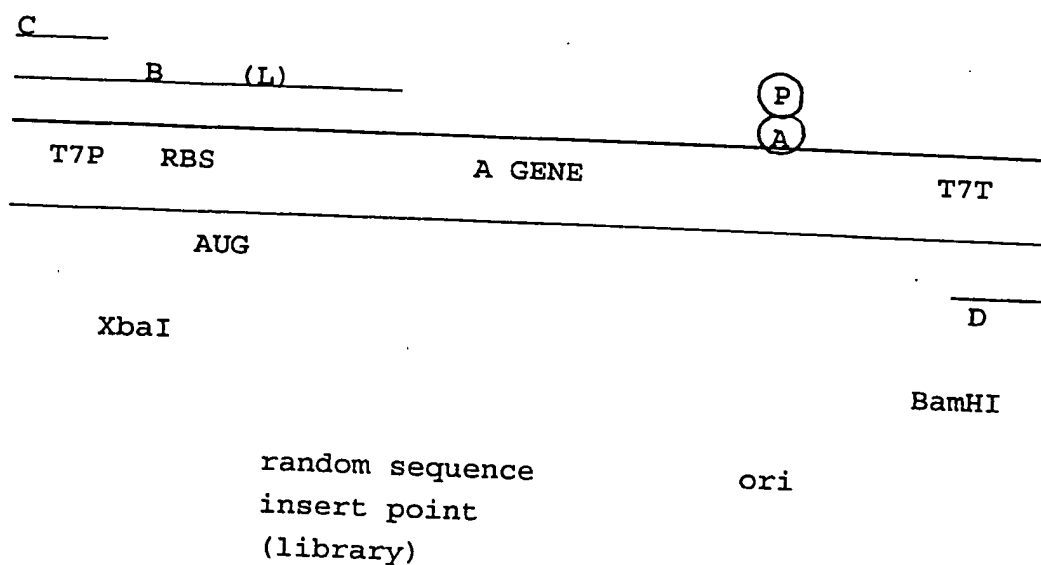 C
B (L)
P
A
T7P RBS A GENE T7T
AUG
D
XbaI
BamHI
random sequence ori
insert point
(library)